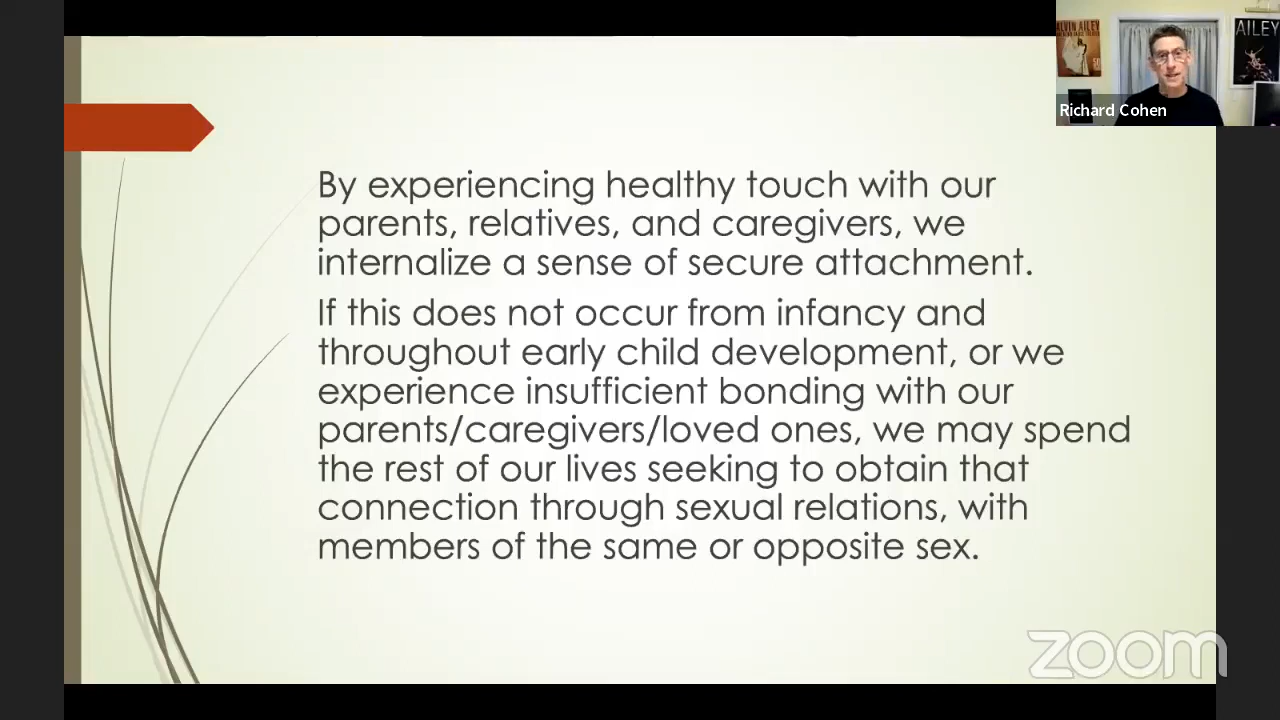 ALVIN AILEY
AILEY
Richard Cohen
By experiencing healthy touch with our
parents, relatives, and caregivers, we
internalize a sense of secure attachment.
If this does not occur from infancy and
throughout early child development, or we
experience insufficient bonding with our
parents/caregivers/loved ones, we may spend
the rest of our lives seeking to obtain that
connection through sexual relations, with
members of the same or opposite sex.
zoom